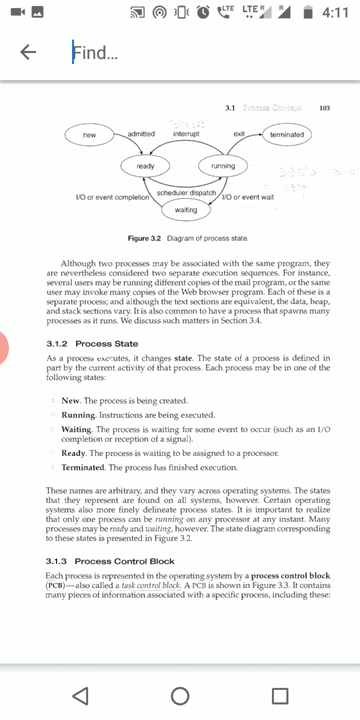 LTE LTE R R 4:11
Find...
3.1 Process Concept 103
new admitted interrupt exit terminated
ready running
I/O or event completion scheduler dispatch I/O or event wait
waiting
Figure 3.2 Diagram of process state.
Although two processes may be associated with the same program, they
are nevertheless considered two separate execution sequences. For instance,
several users may be running different copies of the mail program, or the same
user may invoke many copies of the Web browser program. Each of these is a
separate process; and although the text sections are equivalent, the data, heap,
and stack sections vary. It is also common to have a process that spawns many
processes as it runs. We discuss such matters in Section 3.4.
3.1.2 Process State
As a process executes, it changes state. The state of a process is defined in
part by the current activity of that process. Each process may be in one of the
following states:
New. The process is being created.
Running. Instructions are being executed.
Waiting. The process is waiting for some event to occur (such as an I/O
completion or reception of a signal).
Ready. The process is waiting to be assigned to a processor.
Terminated. The process has finished execution.
These names are arbitrary, and they vary across operating systems. The states
that they represent are found on all systems, however. Certain operating
systems also more finely delineate process states. It is important to realize
that only one process can be running on any processor at any instant. Many
processes may be ready and waiting, however. The state diagram corresponding
to these states is presented in Figure 3.2.
3.1.3 Process Control Block
Each process is represented in the operating system by a process control block
(PCB)—also called a task control block. A PCB is shown in Figure 3.3. It contains
many pieces of information associated with a specific process, including these: